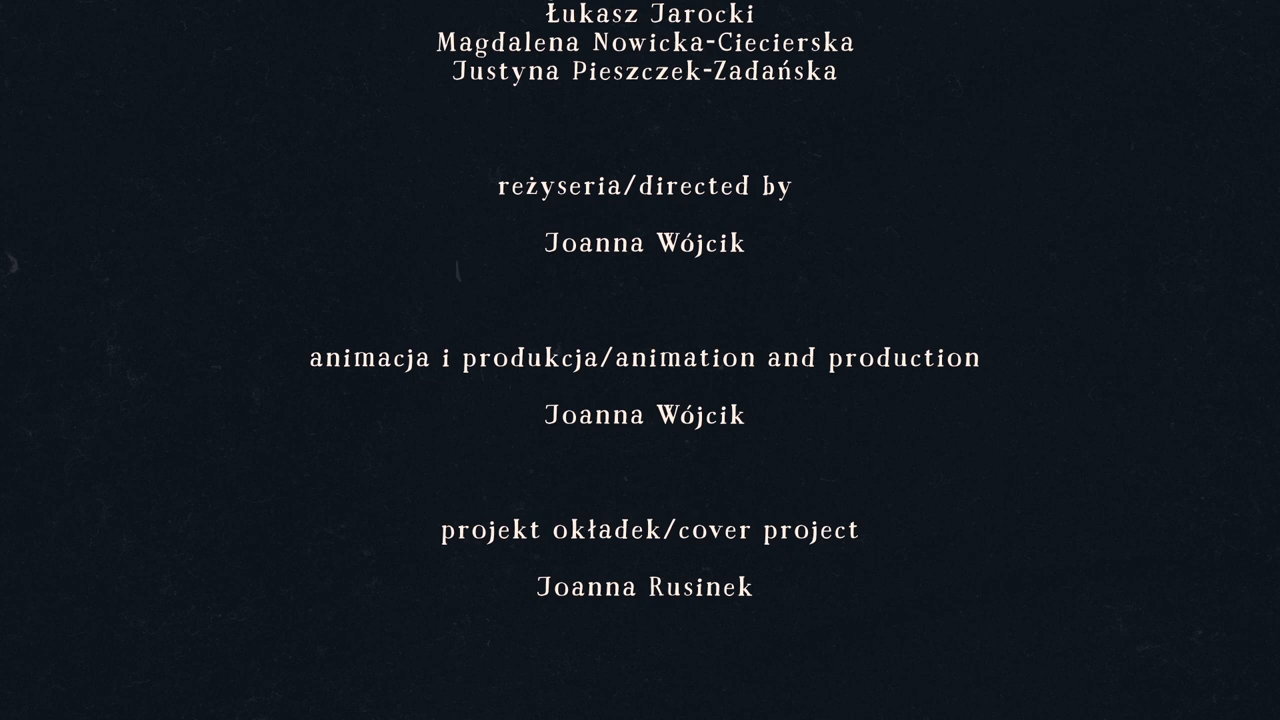 Łukasz Jarocki
Magdalena Nowicka-Ciecierska
Justyna Pieszczek-Zadańska
reżyseria/directed by
Joanna Wójcik
animacja i produkcja/animation and production
Joanna Wójcik
projekt okładek/cover project
Joanna Rusinek